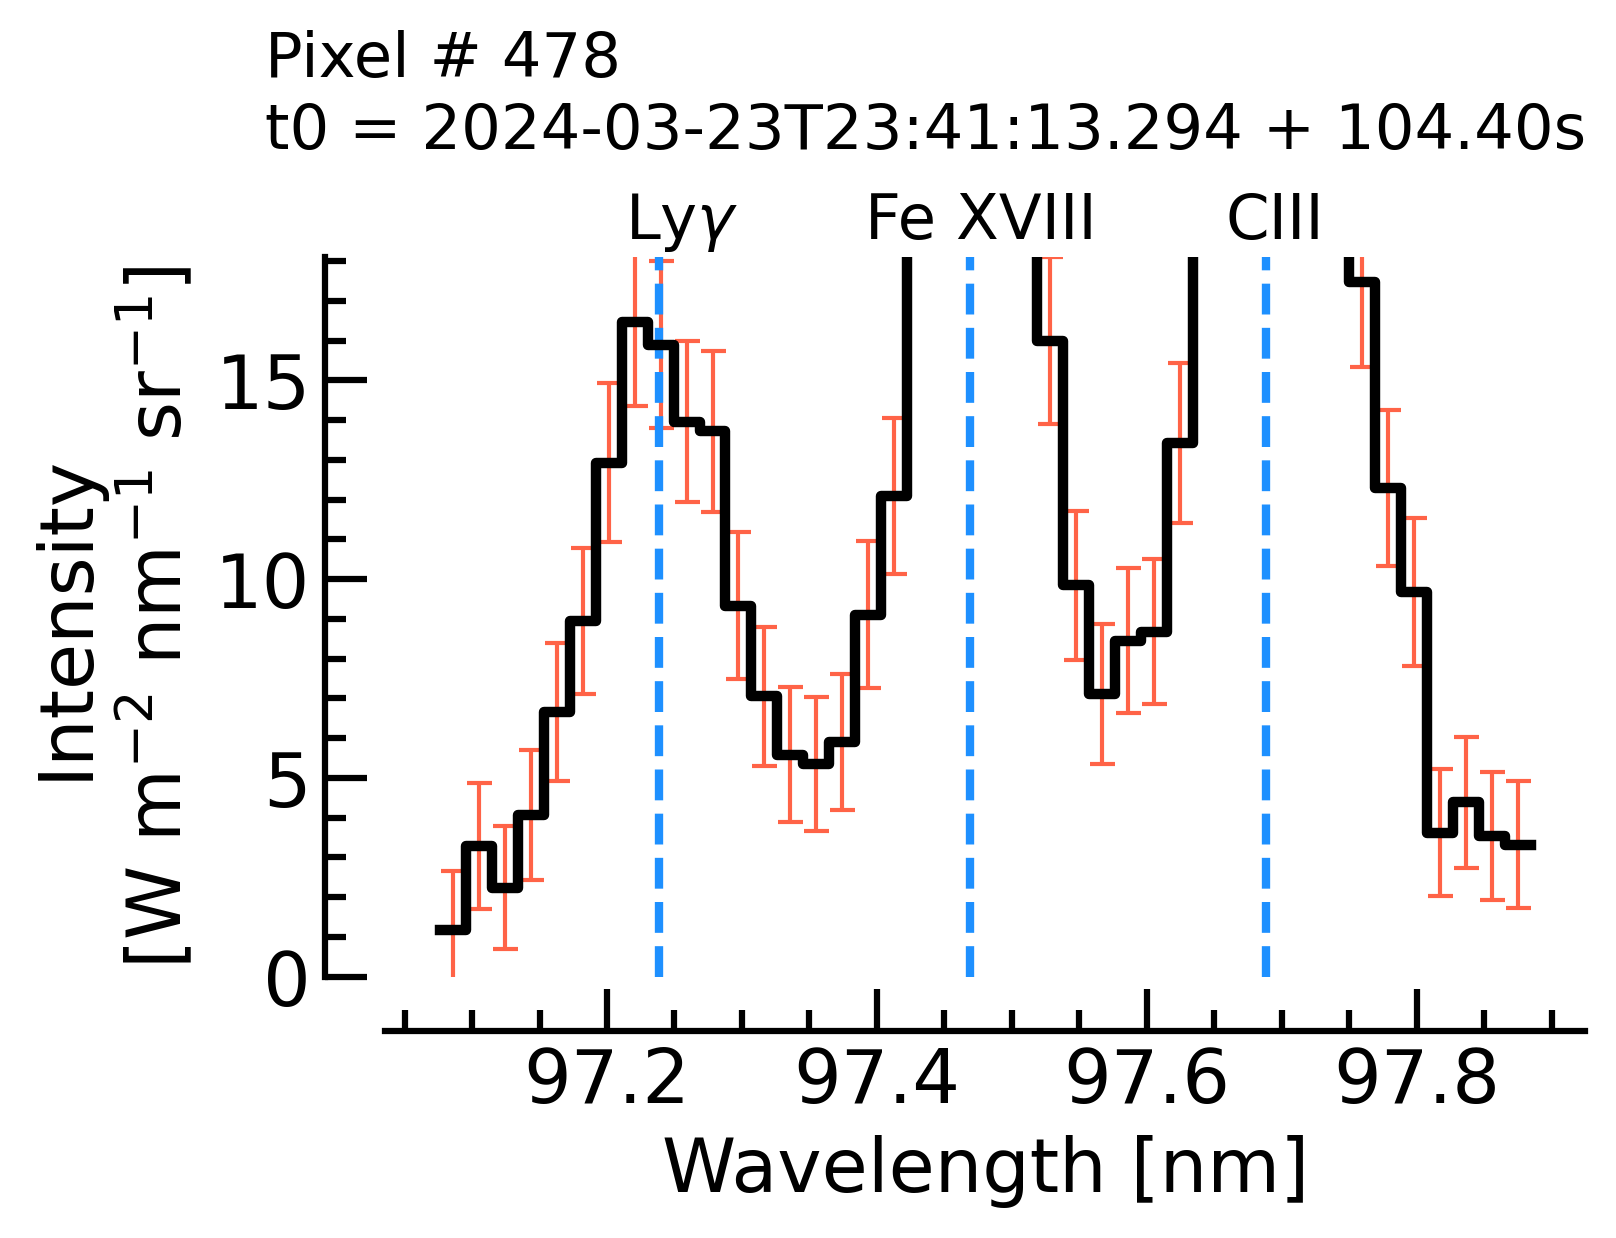 Pixel # 478
t0 = 2024-03-23T23:41:13.294 + 104.40s
Lyγ Fe XVIII CIII
Intensity
[W m⁻² nm⁻¹ sr⁻¹]
15
10
5
0
97.2 97.4 97.6 97.8
Wavelength [nm]